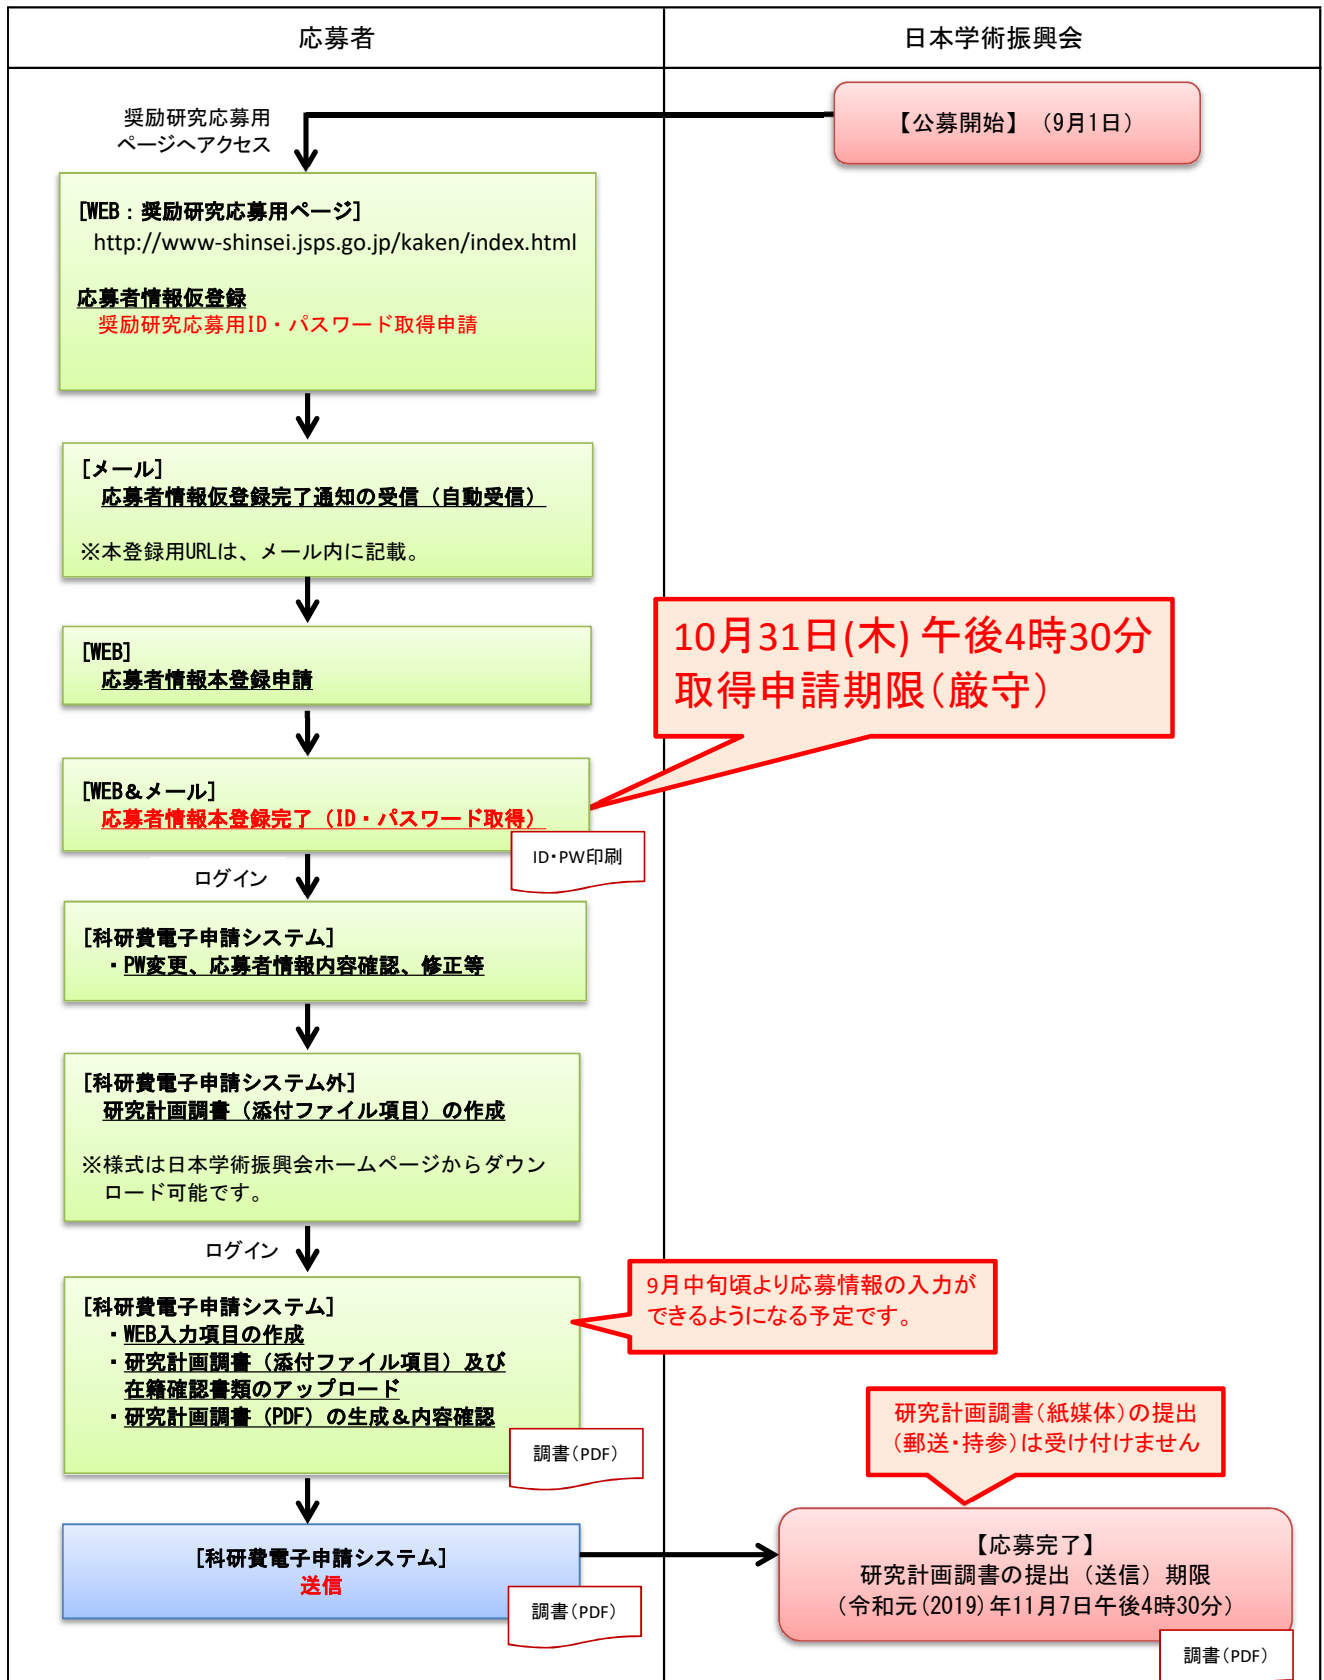 応募者
日本学術振興会
【公募開始】（9月1日）
奨励研究応募用
ページへアクセス
[WEB：奨励研究応募用ページ]
http://www-shinsei.jsps.go.jp/kaken/index.html
応募者情報仮登録
奨励研究応募用ID・パスワード取得申請
[メール]
応募者情報仮登録完了通知の受信（自動受信）
※本登録用URLは、メール内に記載。
[WEB]
応募者情報本登録申請
10月31日(木) 午後4時30分
取得申請期限（厳守）
[WEB＆メール]
応募者情報本登録完了（ID・パスワード取得）
ID・PW印刷
ログイン
[科研費電子申請システム]
・PW変更、応募者情報内容確認、修正等
[科研費電子申請システム外]
研究計画調書（添付ファイル項目）の作成
※様式は日本学術振興会ホームページからダウン
ロード可能です。
ログイン
[科研費電子申請システム]
・WEB入力項目の作成
・研究計画調書（添付ファイル項目）及び
在籍確認書類のアップロード
・研究計画調書（PDF）の生成＆内容確認
調書（PDF）
9月中旬頃より応募情報の入力が
できるようになる予定です。
研究計画調書（紙媒体）の提出
（郵送・持参）は受け付けません
[科研費電子申請システム]
送信
調書（PDF）
【応募完了】
研究計画調書の提出（送信）期限
（令和元(2019)年11月7日午後4時30分）
調書（PDF）